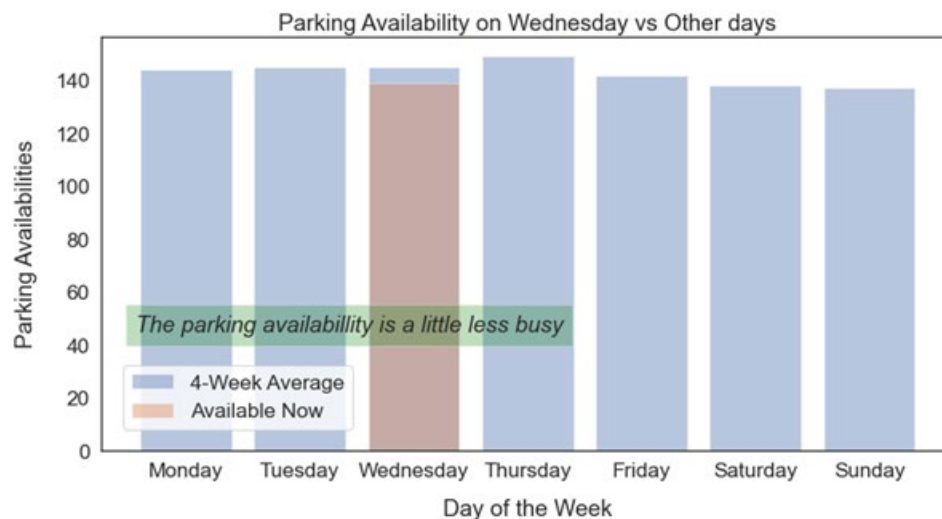 Parking Availability on Wednesday vs Other days
Parking Availabilities
140
120
100
80
60
40
20
0
The parking availabillity is a little less busy
4-Week Average
Available Now
Monday Tuesday Wednesday Thursday Friday Saturday Sunday
Day of the Week